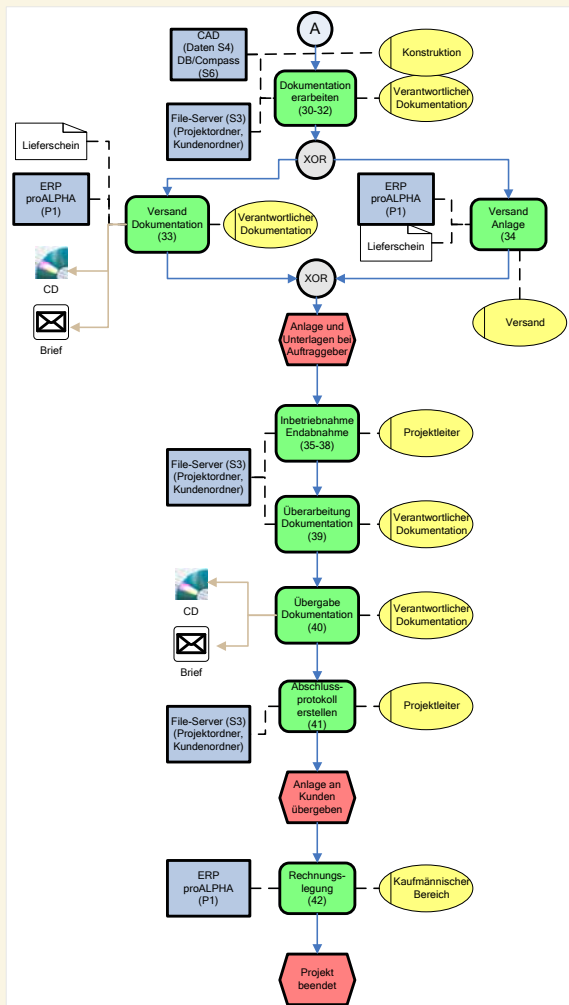 A
CAD
(Daten S4)
DB/Compass
(S6)
Konstruktion
Dokumentation
erarbeiten
(30-32)
Verantwortlicher
Dokumentation
File-Server (S3)
(Projektordner,
Kundenordner)
Lieferschein
XOR
ERP
proALPHA
(P1)
Versand
Dokumentation
(33)
Verantwortlicher
Dokumentation
ERP
proALPHA
(P1)
Lieferschein
Versand
Anlage
(34
CD
Brief
XOR
Versand
Anlage und
Unterlagen bei
Auftraggeber
Inbetriebnahme
Endabnahme
(35-38)
Projektleiter
File-Server (S3)
(Projektordner,
Kundenordner)
Überarbeitung
Dokumentation
(39)
Verantwortlicher
Dokumentation
CD
Brief
Übergabe
Dokumentation
(40)
Verantwortlicher
Dokumentation
Abschluss-
protokoll
erstellen
(41)
Projektleiter
File-Server (S3)
(Projektordner,
Kundenordner)
Anlage an
Kunden
übergeben
ERP
proALPHA
(P1)
Rechnungs-
legung
(42)
Kaufmännischer
Bereich
Projekt
beendet